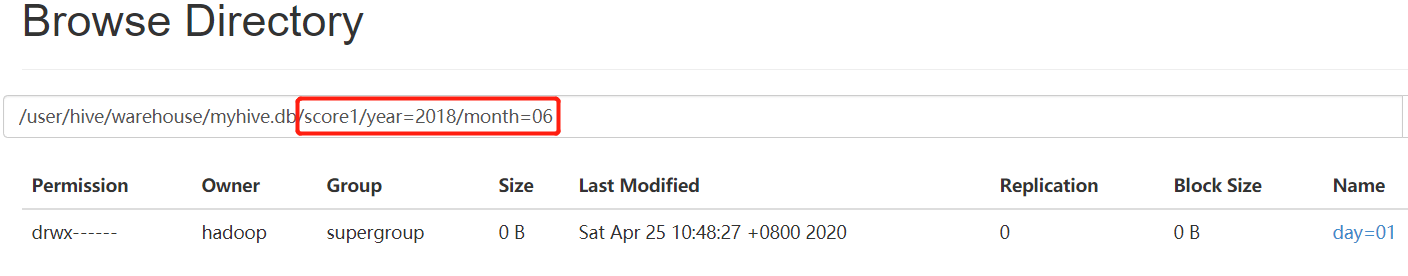 Browse Directory
/user/hive/warehouse/myhive.db/score1/year=2018/month=06
Permission Owner Group Size Last Modified Replication Block Size Name
drwx------ hadoop supergroup 0 B Sat Apr 25 10:48:27 +0800 2020 0 0 B day=01